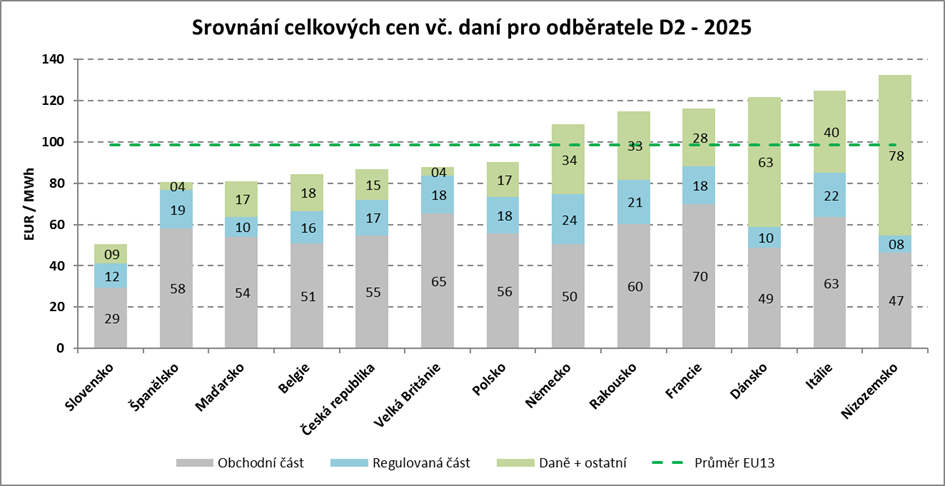 Srovnání celkových cen vč. daní pro odběratele D2 - 2025
EUR / MWh
140
120
100
80
60
40
20
0
09
12
29
04
19
58
17
10
54
18
16
51
15
17
55
04
18
65
17
18
56
34
24
50
33
21
60
28
18
70
63
10
49
40
22
63
78
08
47
Slovensko
Španělsko
Maďarsko
Belgie
Česká republika
Velká Británie
Polsko
Německo
Rakousko
Francie
Dánsko
Itálie
Nizozemsko
Obchodní část
Regulovaná část
Daně + ostatní
Průměr EU13